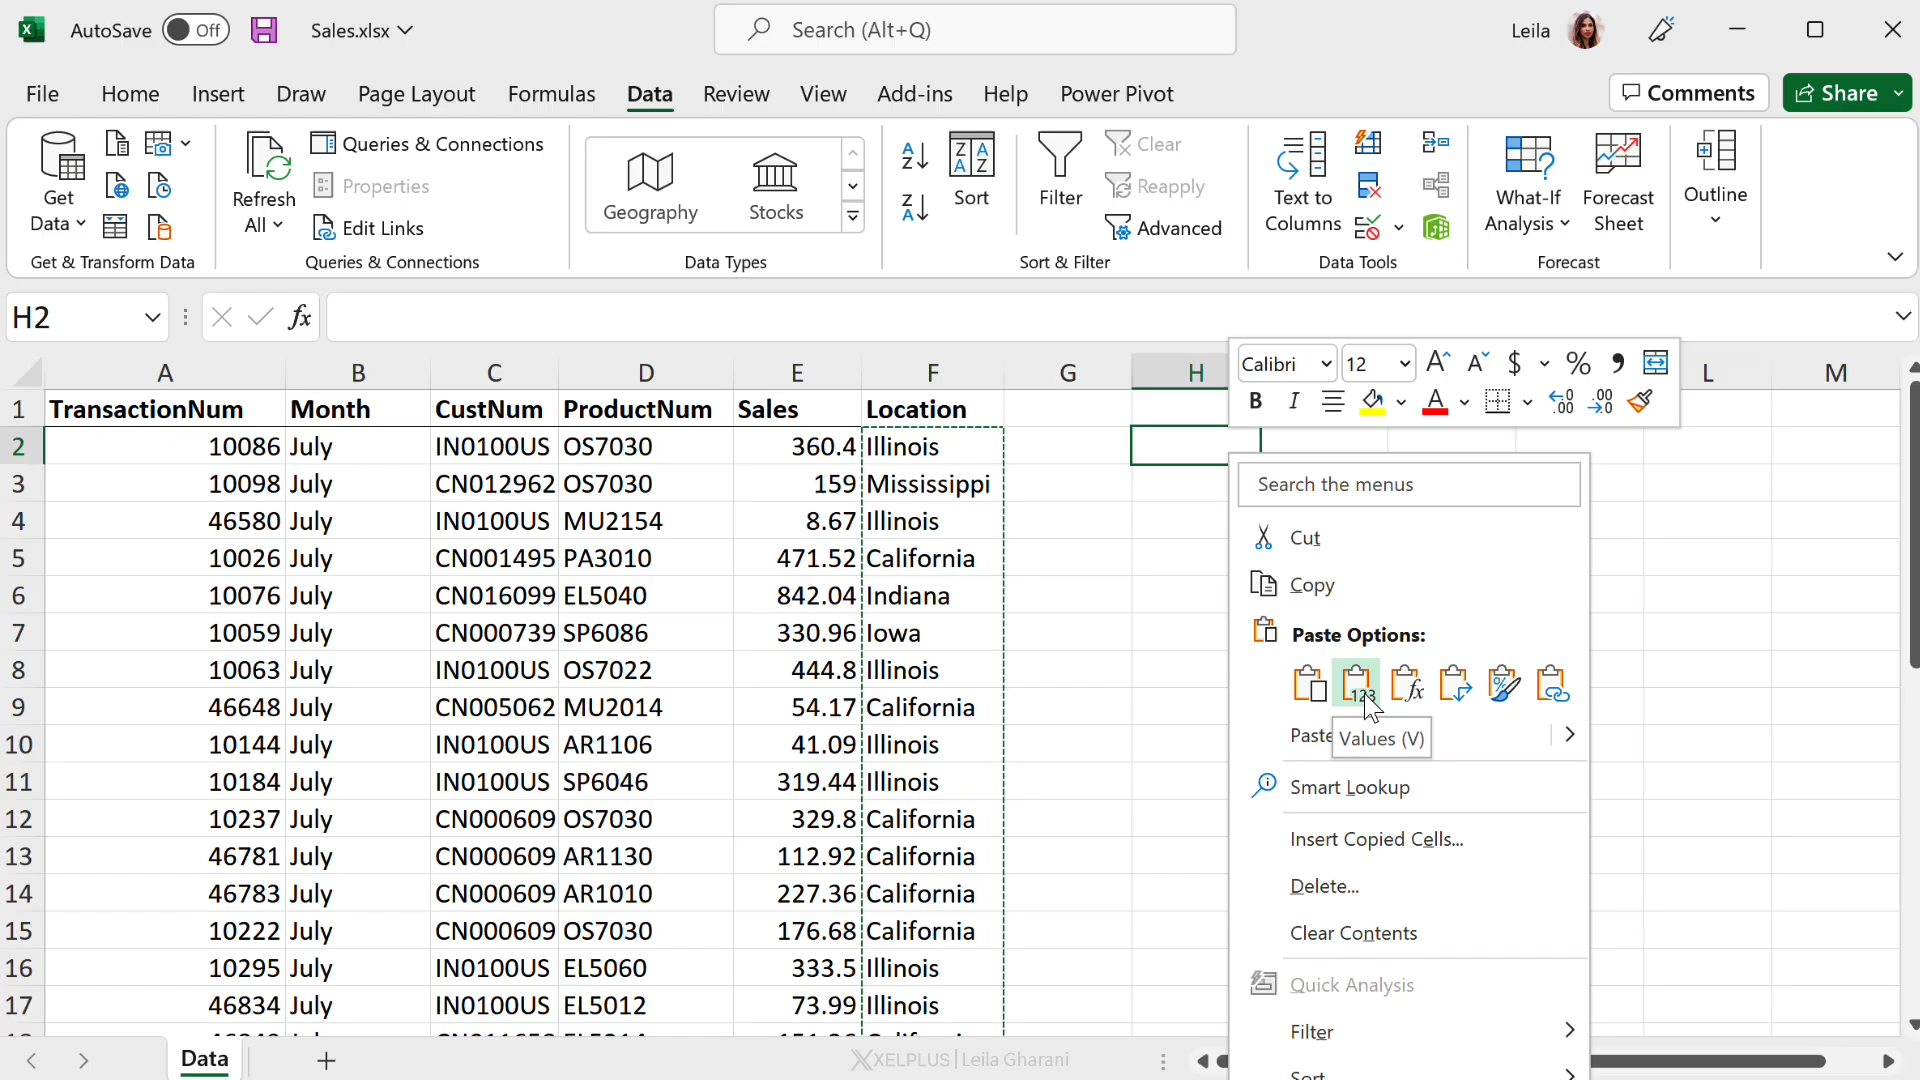 AutoSave Off Sales.xlsx Search (Alt+Q) Leila
File Home Insert Draw Page Layout Formulas Data Review View Add-ins Help Power Pivot Comments Share
Get Data
Refresh All
Queries & Connections
Properties
Edit Links
Geography
Stocks
Sort
Filter
Clear
Reapply
Advanced
Text to Columns
What-If Analysis
Forecast Sheet
Outline
Get & Transform Data Queries & Connections Data Types Sort & Filter Data Tools Forecast
H2 fx
Calibri 12 $ %
B I A
A B C D E F G H L M
1 TransactionNum Month CustNum ProductNum Sales Location
2 10086 July IN0100US OS7030 360.4 Illinois
3 10098 July CN012962 OS7030 159 Mississippi
4 46580 July IN0100US MU2154 8.67 Illinois
5 10026 July CN001495 PA3010 471.52 California
6 10076 July CN016099 EL5040 842.04 Indiana
7 10059 July CN000739 SP6086 330.96 Iowa
8 10063 July IN0100US OS7022 444.8 Illinois
9 46648 July CN005062 MU2014 54.17 California
10 10144 July IN0100US AR1106 41.09 Illinois
11 10184 July IN0100US SP6046 319.44 Illinois
12 10237 July CN000609 OS7030 329.8 California
13 46781 July CN000609 AR1130 112.92 California
14 46783 July CN000609 AR1010 227.36 California
15 10222 July CN000609 OS7030 176.68 California
16 10295 July IN0100US EL5060 333.5 Illinois
17 46834 July IN0100US EL5012 73.99 Illinois
Search the menus
Cut
Copy
Paste Options:
Paste
Values (V)
Smart Lookup
Insert Copied Cells...
Delete...
Clear Contents
Quick Analysis
Filter
Sort
Data
XELPLUS | Leila Gharani